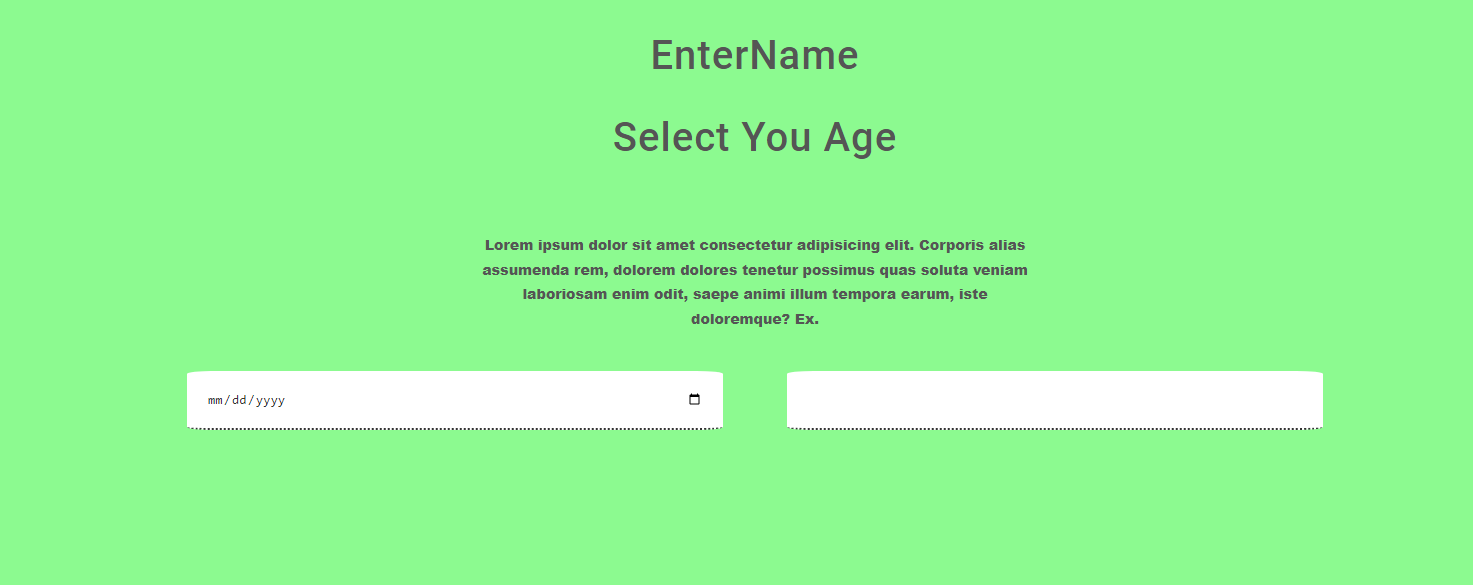 EnterName
Select You Age
Lorem ipsum dolor sit amet consectetur adipisicing elit. Corporis alias
assumenda rem, dolorem dolores tenetur possimus quas soluta veniam
laboriosam enim odit, saepe animi illum tempora earum, iste
doloremque? Ex.
mm/dd/yyyy